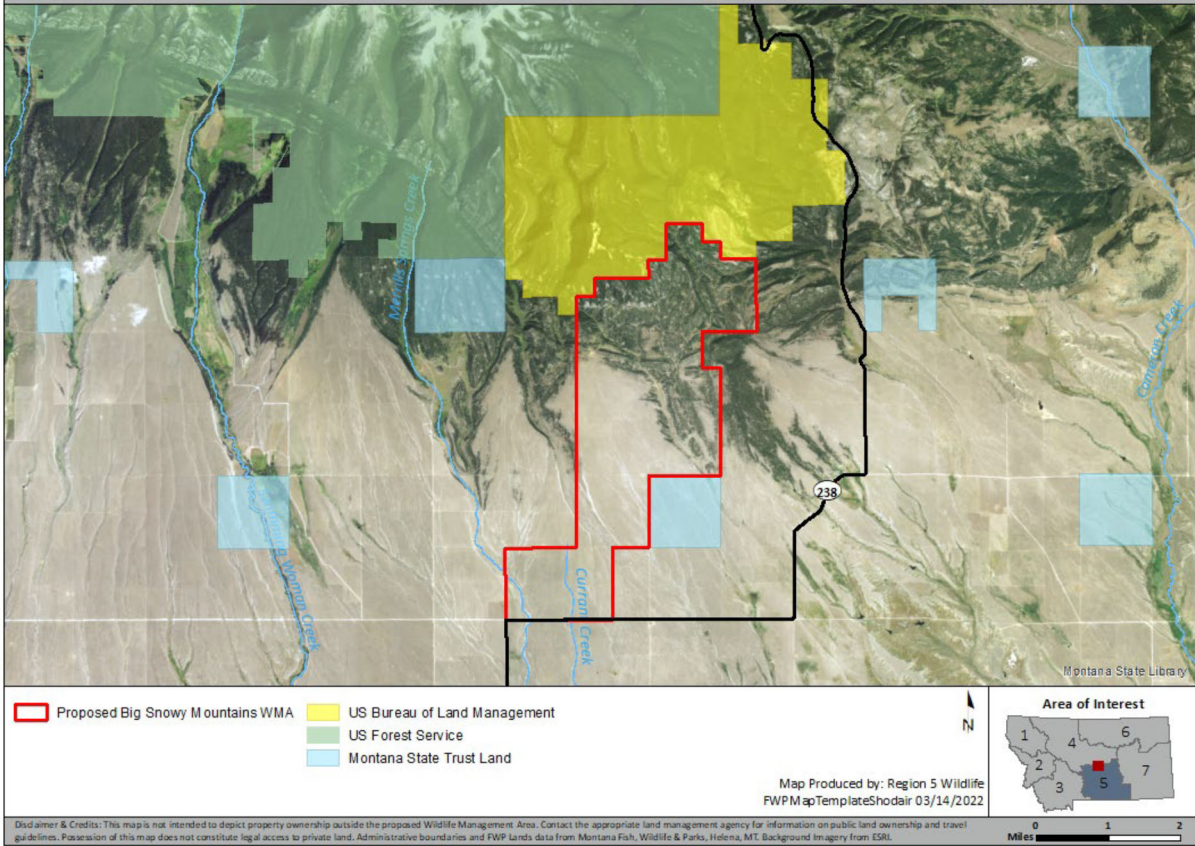 Morrills Springs Creek
Cameron Creek
238
Swimming Woman Creek
Currant Creek
Montana State Library
Proposed Big Snowy Mountains WMA
US Bureau of Land Management
US Forest Service
Montana State Trust Land
N
Map Produced by: Region 5 Wildlife
FWPMapTemplateShodair 03/14/2022
Area of Interest
1
2
3
4
5
6
7
Disclaimer & Credits: This map is not intended to depict property ownership outside the proposed Wildlife Management Area. Contact the appropriate land management agency for information on public land ownership and travel
guidelines. Possession of this map does not constitute legal access to private land. Administrative boundaries and FWP Lands data from Montana Fish, Wildlife & Parks, Helena, MT. Background Imagery from ESRI.
0 1 2
Miles